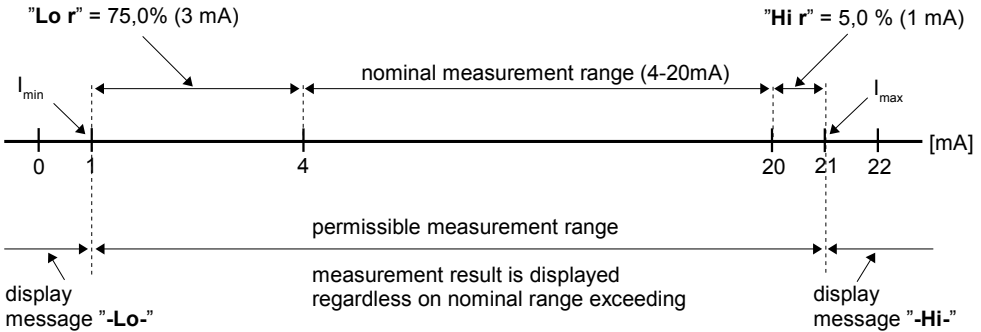 "Lo r" = 75,0% (3 mA)
"Hi r" = 5,0 % (1 mA)
nominal measurement range (4-20mA)
Imin
Imax
[mA]
0 1 4 20 21 22
permissible measurement range
measurement result is displayed
regardless on nominal range exceeding
display
message "-Lo-"
display
message "-Hi-"